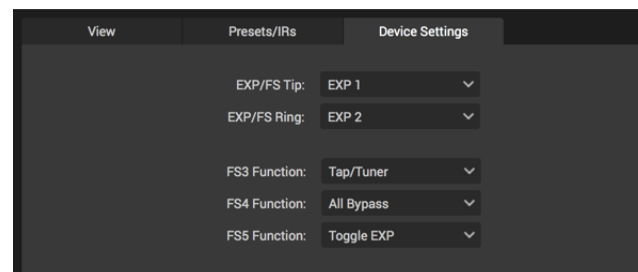 View Presets/IRs Device Settings
EXP/FS Tip: EXP 1
EXP/FS Ring: EXP 2
FS3 Function: Tap/Tuner
FS4 Function: All Bypass
FS5 Function: Toggle EXP